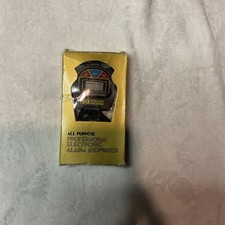 ALL PURPOSE
PROFESSIONAL
ELECTRONIC
ALARM STOPWATCH